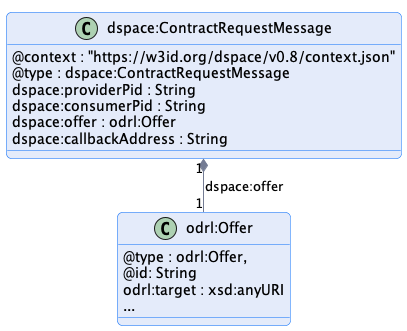 C dspace:ContractRequestMessage
@context : "https://w3id.org/dspace/v0.8/context.json"
@type : dspace:ContractRequestMessage
dspace:providerPid : String
dspace:consumerPid : String
dspace:offer : odrl:Offer
dspace:callbackAddress : String
1
dspace:offer
1
C odrl:Offer
@type : odrl:Offer,
@id: String
odrl:target : xsd:anyURI
...